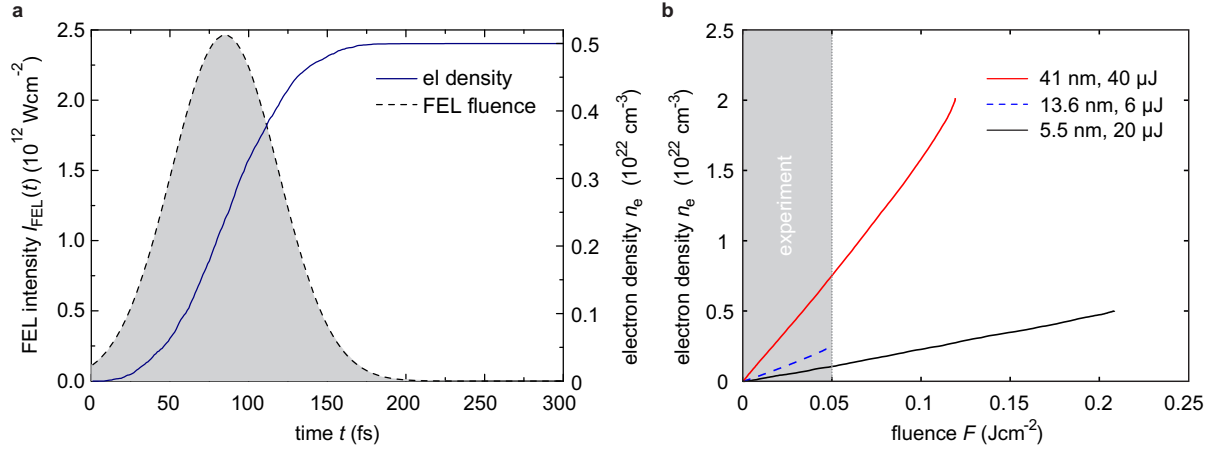 a
2.5
2.0
1.5
1.0
0.5
0.0
FEL intensity I_FEL(t) (10^12 Wcm^-2)
0 50 100 150 200 250 300
time t (fs)
el density
FEL fluence
0.5
0.4
0.3
0.2
0.1
0
electron density n_e (10^22 cm^-3)
b
2.5
2
1.5
1
0.5
0
electron density n_e (10^22 cm^-3)
experiment
41 nm, 40 µJ
13.6 nm, 6 µJ
5.5 nm, 20 µJ
0 0.05 0.1 0.15 0.2 0.25
fluence F (Jcm^-2)